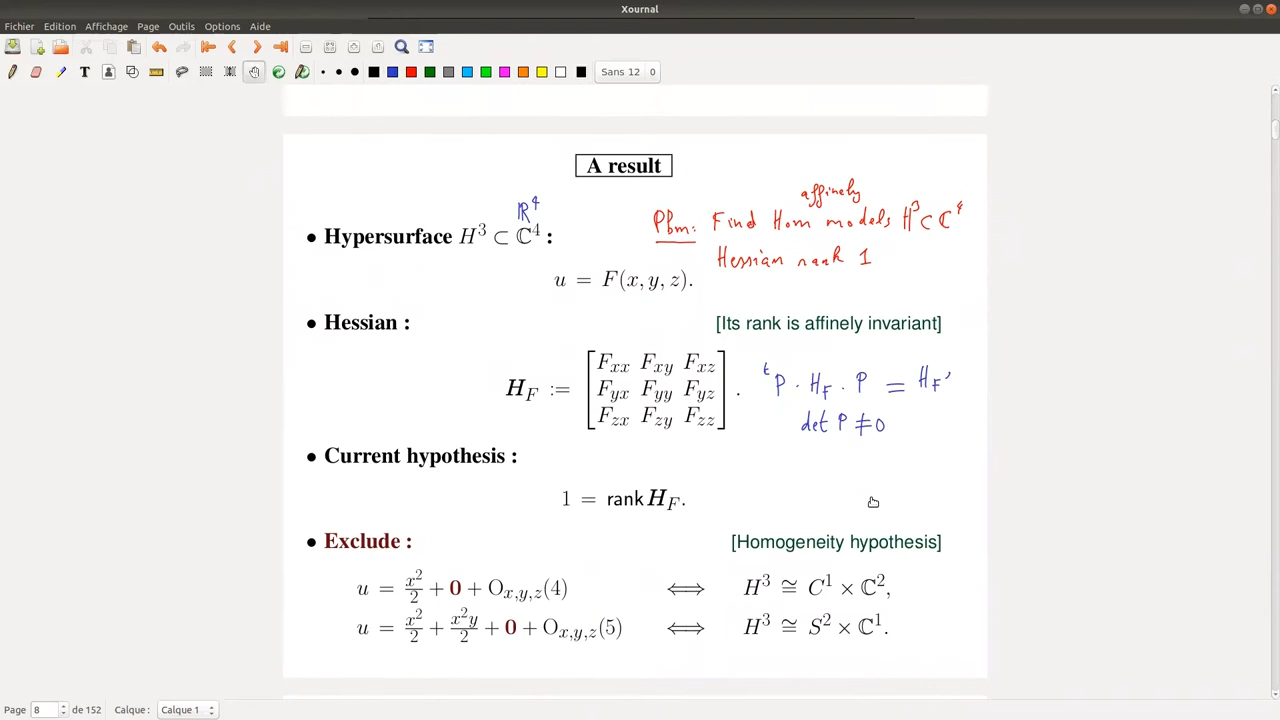 Xournal
Fichier Edition Affichage Page Outils Options Aide
Sans 12 0
A result
affinely
ℝ⁴
Pbm: Find Hom models H³ ⊂ ℂ⁴
• Hypersurface H³ ⊂ ℂ⁴ :
Hessian rank 1
u = F(x, y, z).
• Hessian : [Its rank is affinely invariant]
H_F := [F_xx F_xy F_xz
F_yx F_yy F_yz
F_zx F_zy F_zz].
ᵗP · H_F · P = H_F'
det P ≠ 0
• Current hypothesis :
1 = rank H_F.
• Exclude : [Homogeneity hypothesis]
u = x²/2 + 0 + O_x,y,z(4) ⟺ H³ ≅ C¹ × ℂ²,
u = x²/2 + x²y/2 + 0 + O_x,y,z(5) ⟺ H³ ≅ S² × ℂ¹.
Page 8 de 152 Calque : Calque 1